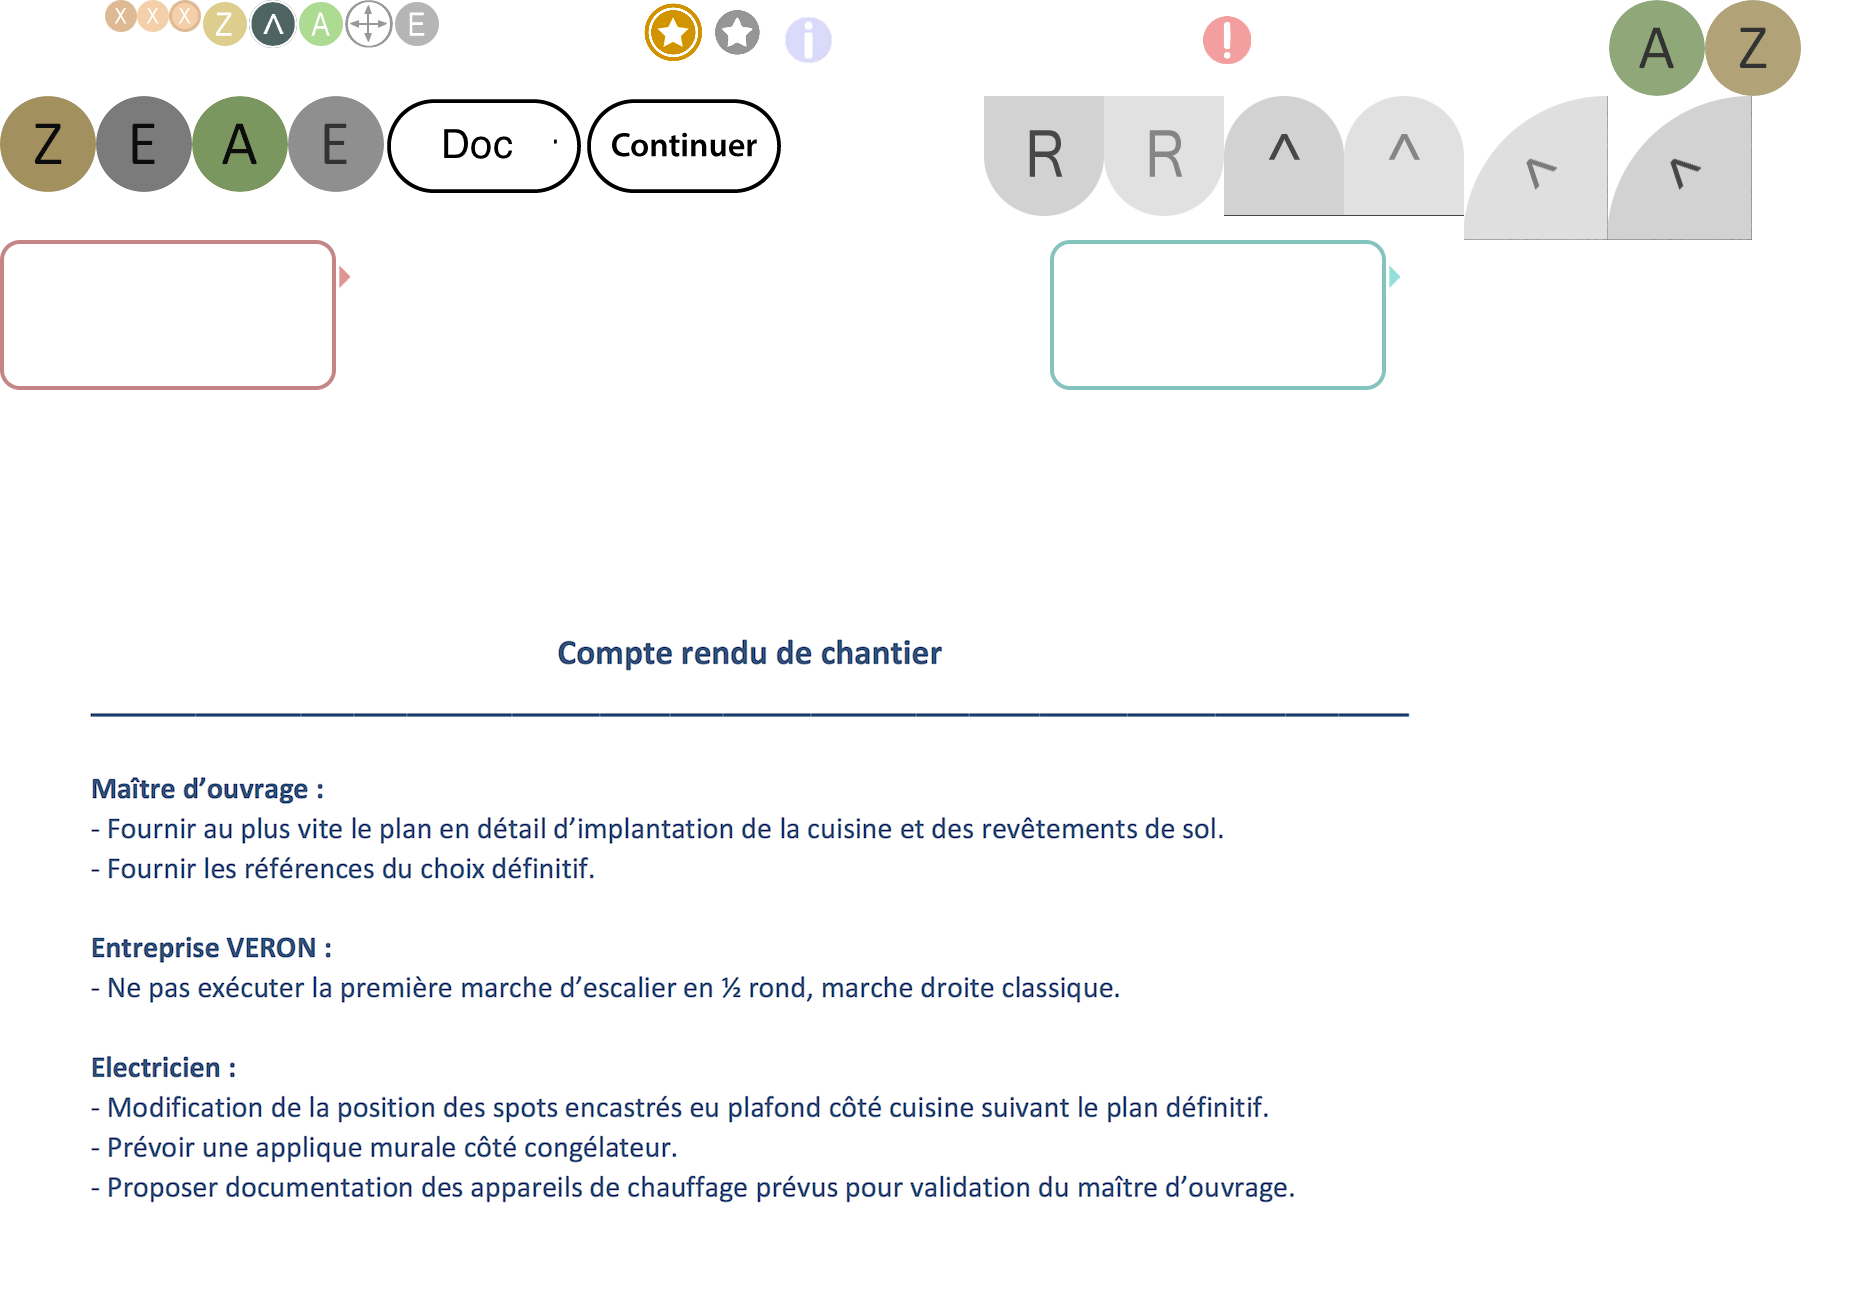 X X X Z Λ A E
A Z
Z E A E Doc Continuer
R R ^ ^ ^ ^
Compte rendu de chantier
Maître d’ouvrage :
- Fournir au plus vite le plan en détail d’implantation de la cuisine et des revêtements de sol.
- Fournir les références du choix définitif.
Entreprise VERON :
- Ne pas exécuter la première marche d’escalier en ½ rond, marche droite classique.
Electricien :
- Modification de la position des spots encastrés eu plafond côté cuisine suivant le plan définitif.
- Prévoir une applique murale côté congélateur.
- Proposer documentation des appareils de chauffage prévus pour validation du maître d’ouvrage.